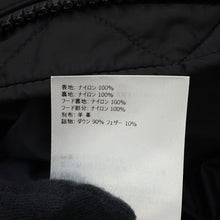 表地: ナイロン 100%
裏地: ナイロン 100%
フード裏地: ナイロン 100%
フード部分: ナイロン 100%
別布: 羊革
詰物: ダウン 90% フェザー 10%